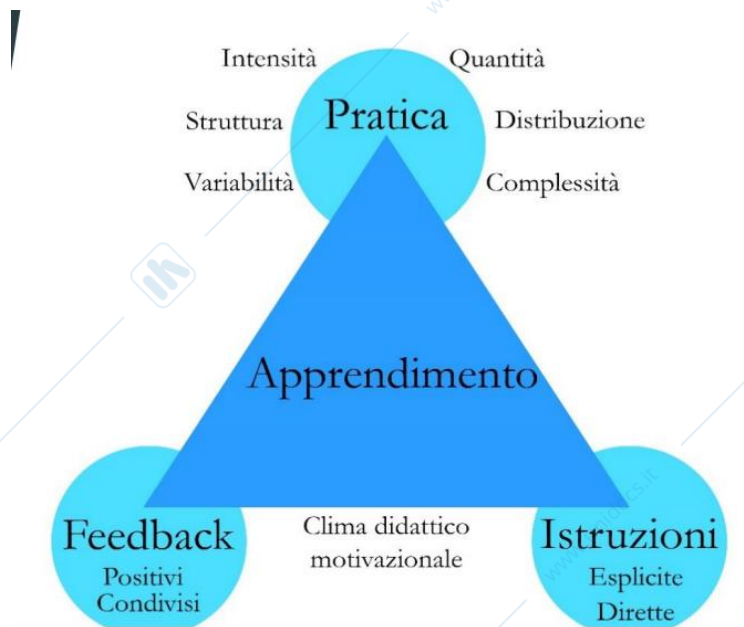 Intensità
Quantità
Pratica
Struttura
Distribuzione
Variabilità
Complessità
Apprendimento
Feedback
Positivi
Condivisi
Clima didattico
motivazionale
Istruzioni
Esplicite
Dirette